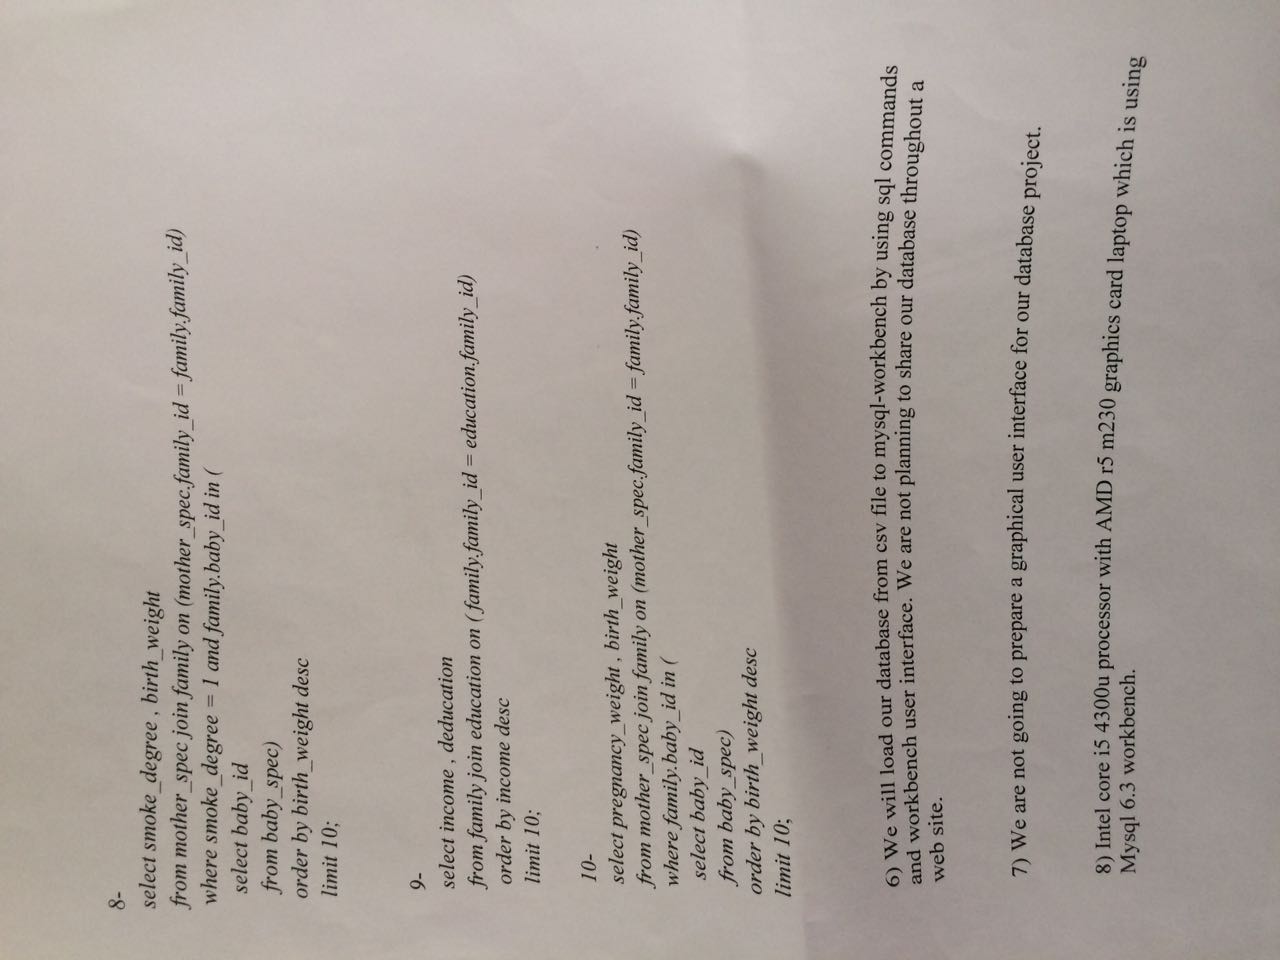 8-
select smoke_degree , birth_weight
from mother_spec join family on (mother_spec.family_id = family.family_id)
where smoke_degree = 1 and family.baby_id in (
select baby_id
from baby_spec)
order by birth_weight desc
limit 10;
9-
select income , deducation
from family join education on ( family.family_id = education.family_id)
order by income desc
limit 10;
10-
select pregnancy_weight , birth_weight
from mother_spec join family on (mother_spec.family_id = family.family_id)
where family.baby_id in (
select baby_id
from baby_spec)
order by birth_weight desc
limit 10;
6) We will load our database from csv file to mysql-workbench by using sql commands
and workbench user interface. We are not planning to share our database throughout a
web site.
7) We are not going to prepare a graphical user interface for our database project.
8) Intel core i5 4300u processor with AMD r5 m230 graphics card laptop which is using
Mysql 6.3 workbench.